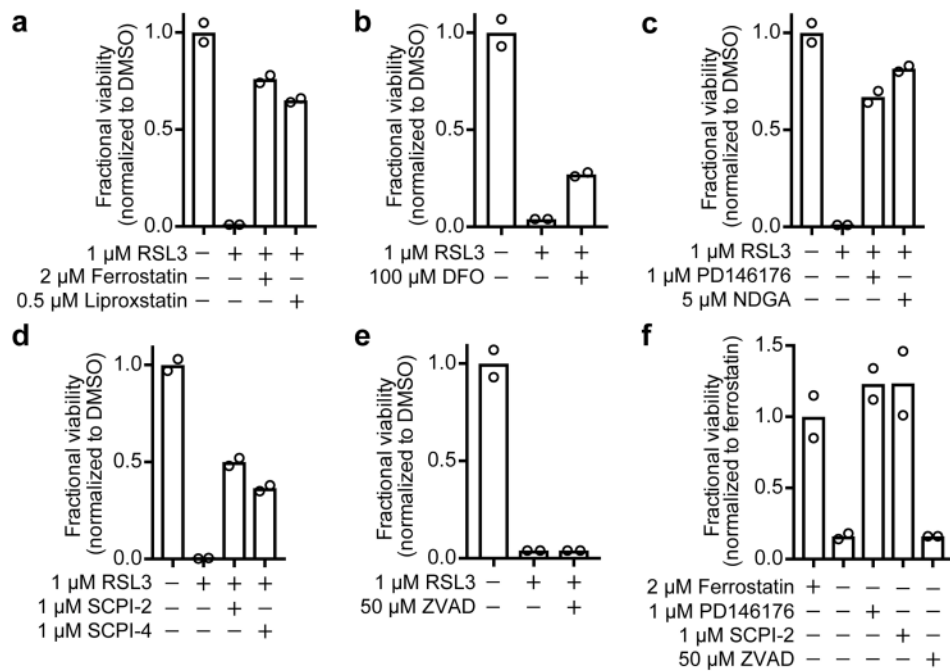 a
Fractional viability
(normalized to DMSO)
1.0
0.5
0.0
1 µM RSL3 – + + +
2 µM Ferrostatin – – + –
0.5 µM Liproxstatin – – – +
b
Fractional viability
(normalized to DMSO)
1.0
0.5
0.0
1 µM RSL3 – + +
100 µM DFO – – +
c
Fractional viability
(normalized to DMSO)
1.0
0.5
0.0
1 µM RSL3 – + + +
1 µM PD146176 – – + –
5 µM NDGA – – – +
d
Fractional viability
(normalized to DMSO)
1.0
0.5
0.0
1 µM RSL3 – + + +
1 µM SCPI-2 – – + –
1 µM SCPI-4 – – – +
e
Fractional viability
(normalized to DMSO)
1.0
0.5
0.0
1 µM RSL3 – + +
50 µM ZVAD – – +
f
Fractional viability
(normalized to ferrostatin)
1.5
1.0
0.5
0.0
2 µM Ferrostatin + – – – –
1 µM PD146176 – – + – –
1 µM SCPI-2 – – – + –
50 µM ZVAD – – – – +